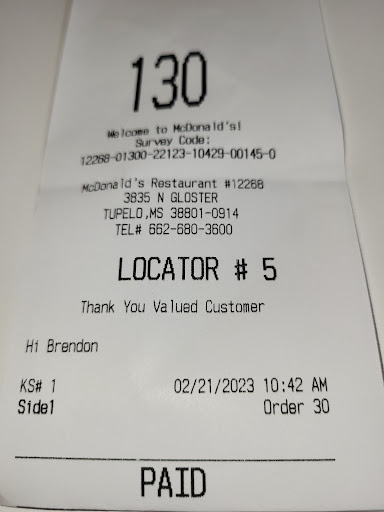 130
Welcome to McDonald's!
Survey Code:
12268-01300-22123-10429-00145-0
McDonald's Restaurant #12268
3835 N GLOSTER
TUPELO,MS 38801-0914
TEL# 662-680-3600
LOCATOR # 5
Thank You Valued Customer
Hi Brendon
KS# 1 02/21/2023 10:42 AM
Side1 Order 30
PAID